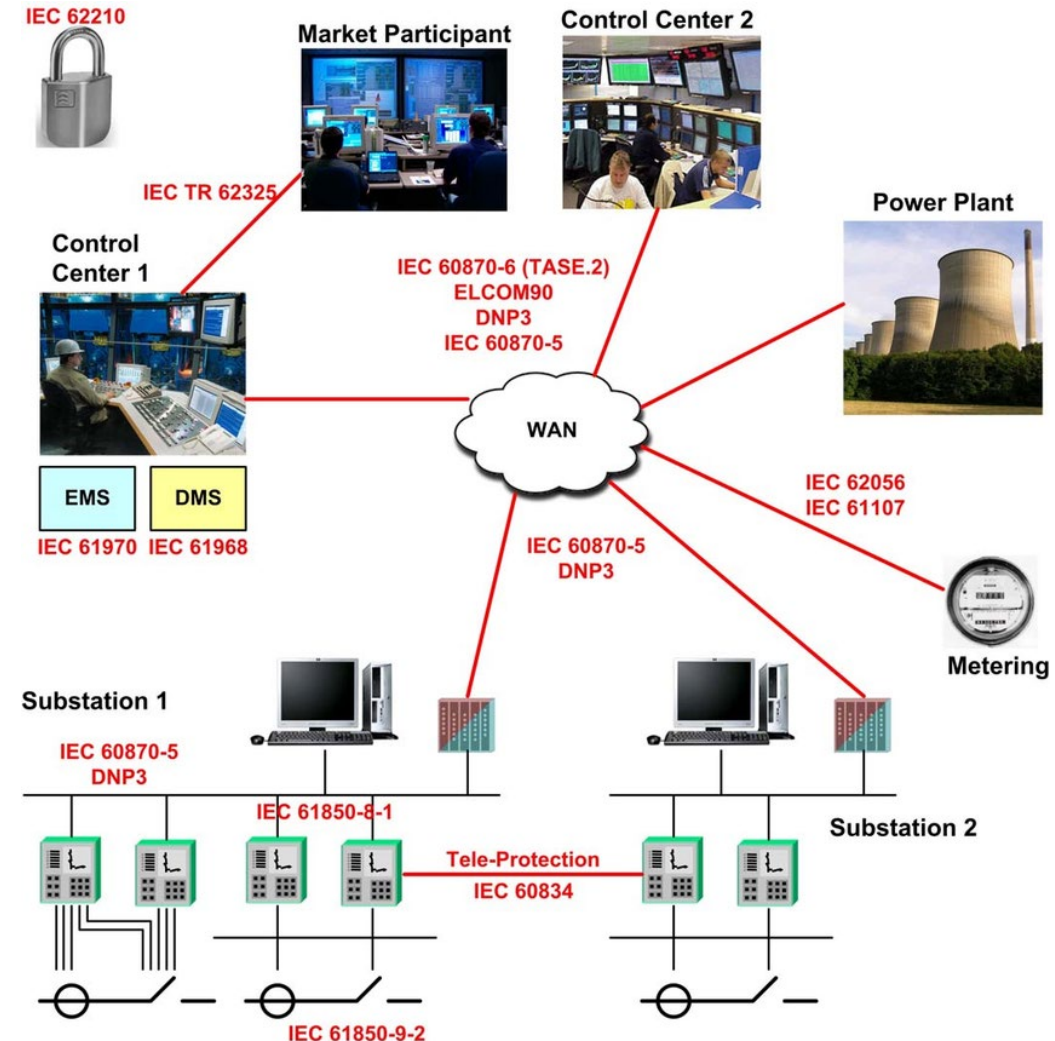 IEC 62210
Market Participant
Control Center 2
IEC TR 62325
Power Plant
Control
Center 1
IEC 60870-6 (TASE.2)
ELCOM90
DNP3
IEC 60870-5
WAN
EMS
DMS
IEC 61970
IEC 61968
IEC 62056
IEC 61107
IEC 60870-5
DNP3
Metering
Substation 1
IEC 60870-5
DNP3
IEC 61850-8-1
Substation 2
Tele-Protection
IEC 60834
IEC 61850-9-2